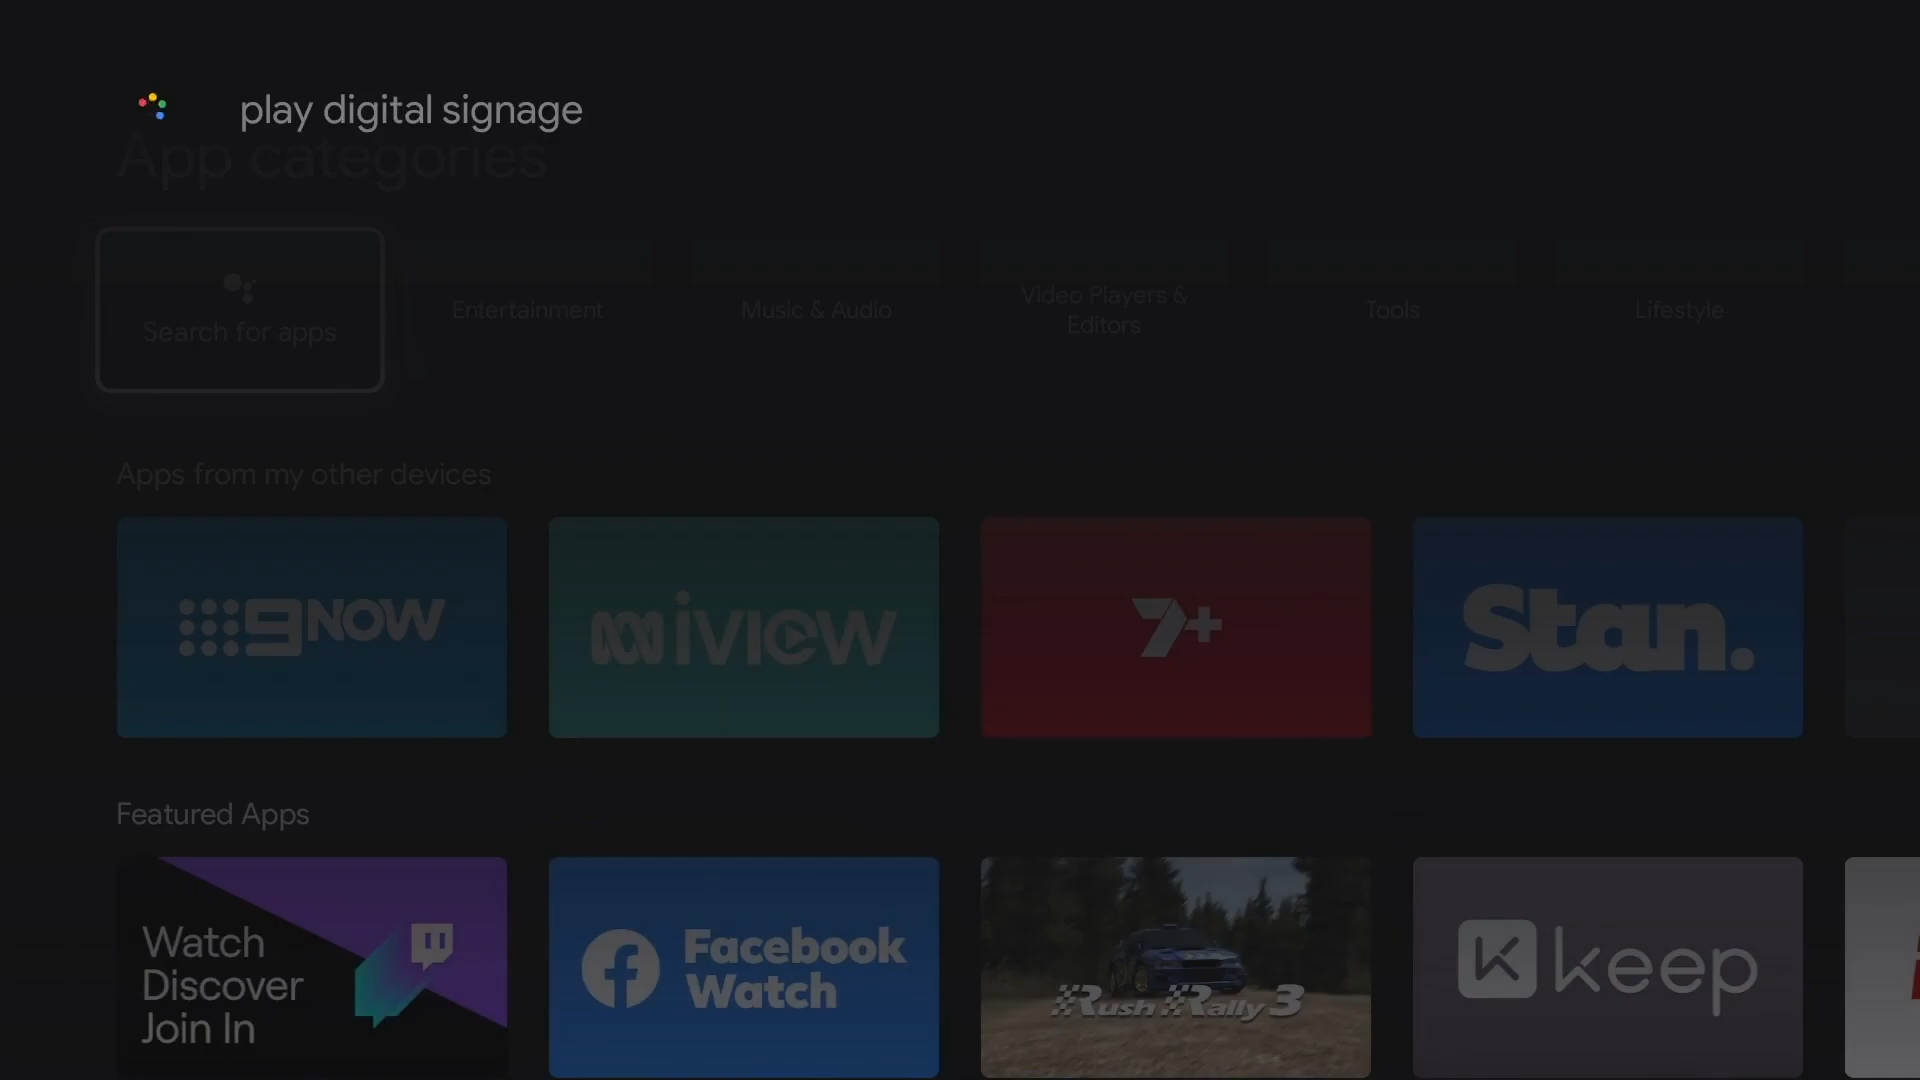 play digital signage
App categories
Search for apps
Entertainment
Music & Audio
Video Players &
Editors
Tools
Lifestyle
Apps from my other devices
9NOW
iview
7+
Stan.
Featured Apps
Watch
Discover
Join In
Facebook
Watch
Rush Rally 3
keep